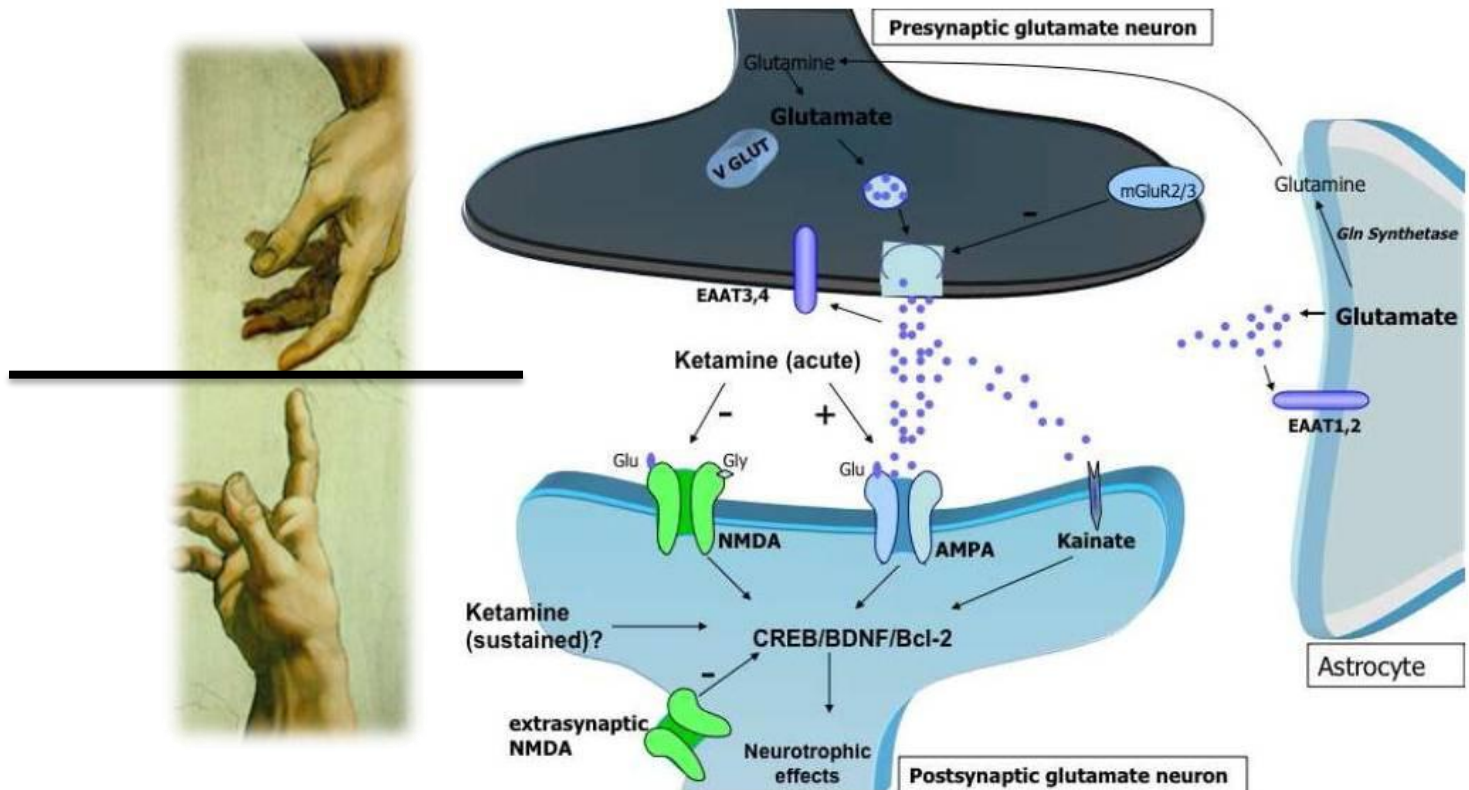 Presynaptic glutamate neuron
Glutamine
Glutamate
V GLUT
mGluR2/3
-
EAAT3,4
Glutamine
Gln Synthetase
Glutamate
EAAT1,2
Ketamine (acute)
-
+
Glu
Gly
Glu
NMDA
AMPA
Kainate
Ketamine
(sustained)?
CREB/BDNF/Bcl-2
-
extrasynaptic
NMDA
Neurotrophic
effects
Astrocyte
Postsynaptic glutamate neuron